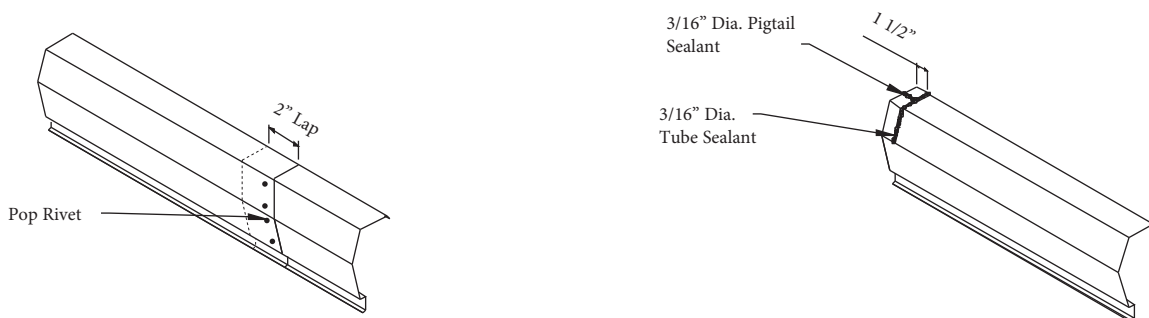 2” Lap
Pop Rivet
3/16” Dia. Pigtail
Sealant
1 1/2”
3/16” Dia.
Tube Sealant